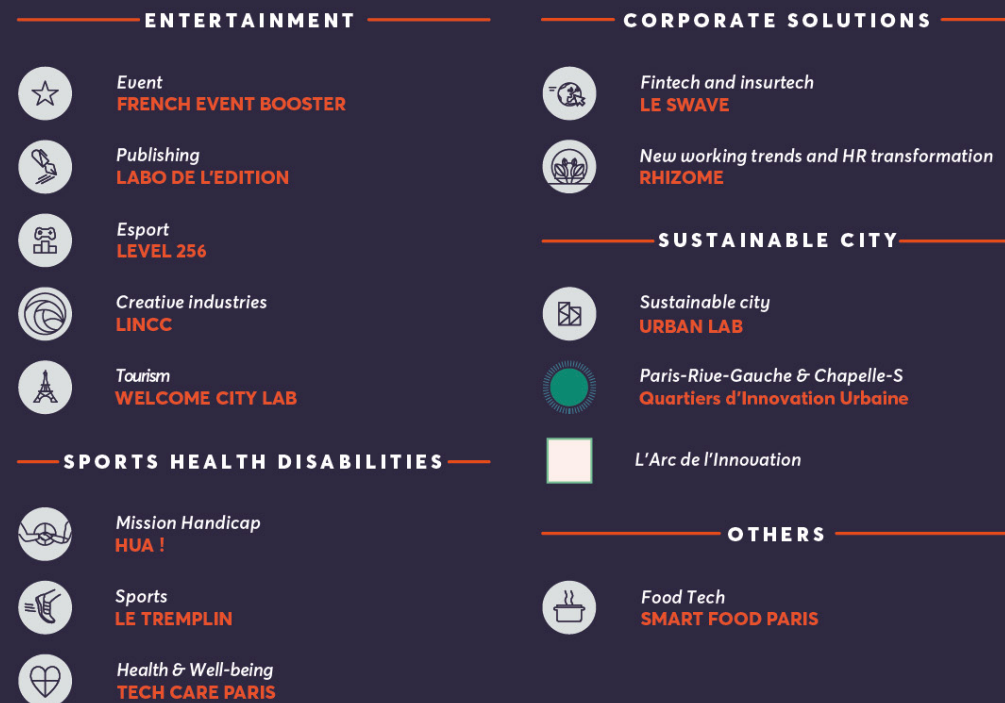 ENTERTAINMENT
Event
FRENCH EVENT BOOSTER
Publishing
LABO DE L'EDITION
Esport
LEVEL 256
Creative industries
LINCC
Tourism
WELCOME CITY LAB
SPORTS HEALTH DISABILITIES
Mission Handicap
HUA !
Sports
LE TREMPLIN
Health & Well-being
TECH CARE PARIS
CORPORATE SOLUTIONS
Fintech and insurtech
LE SWAVE
New working trends and HR transformation
RHIZOME
SUSTAINABLE CITY
Sustainable city
URBAN LAB
Paris-Rive-Gauche & Chapelle-S
Quartiers d'Innovation Urbaine
L'Arc de l'Innovation
OTHERS
Food Tech
SMART FOOD PARIS